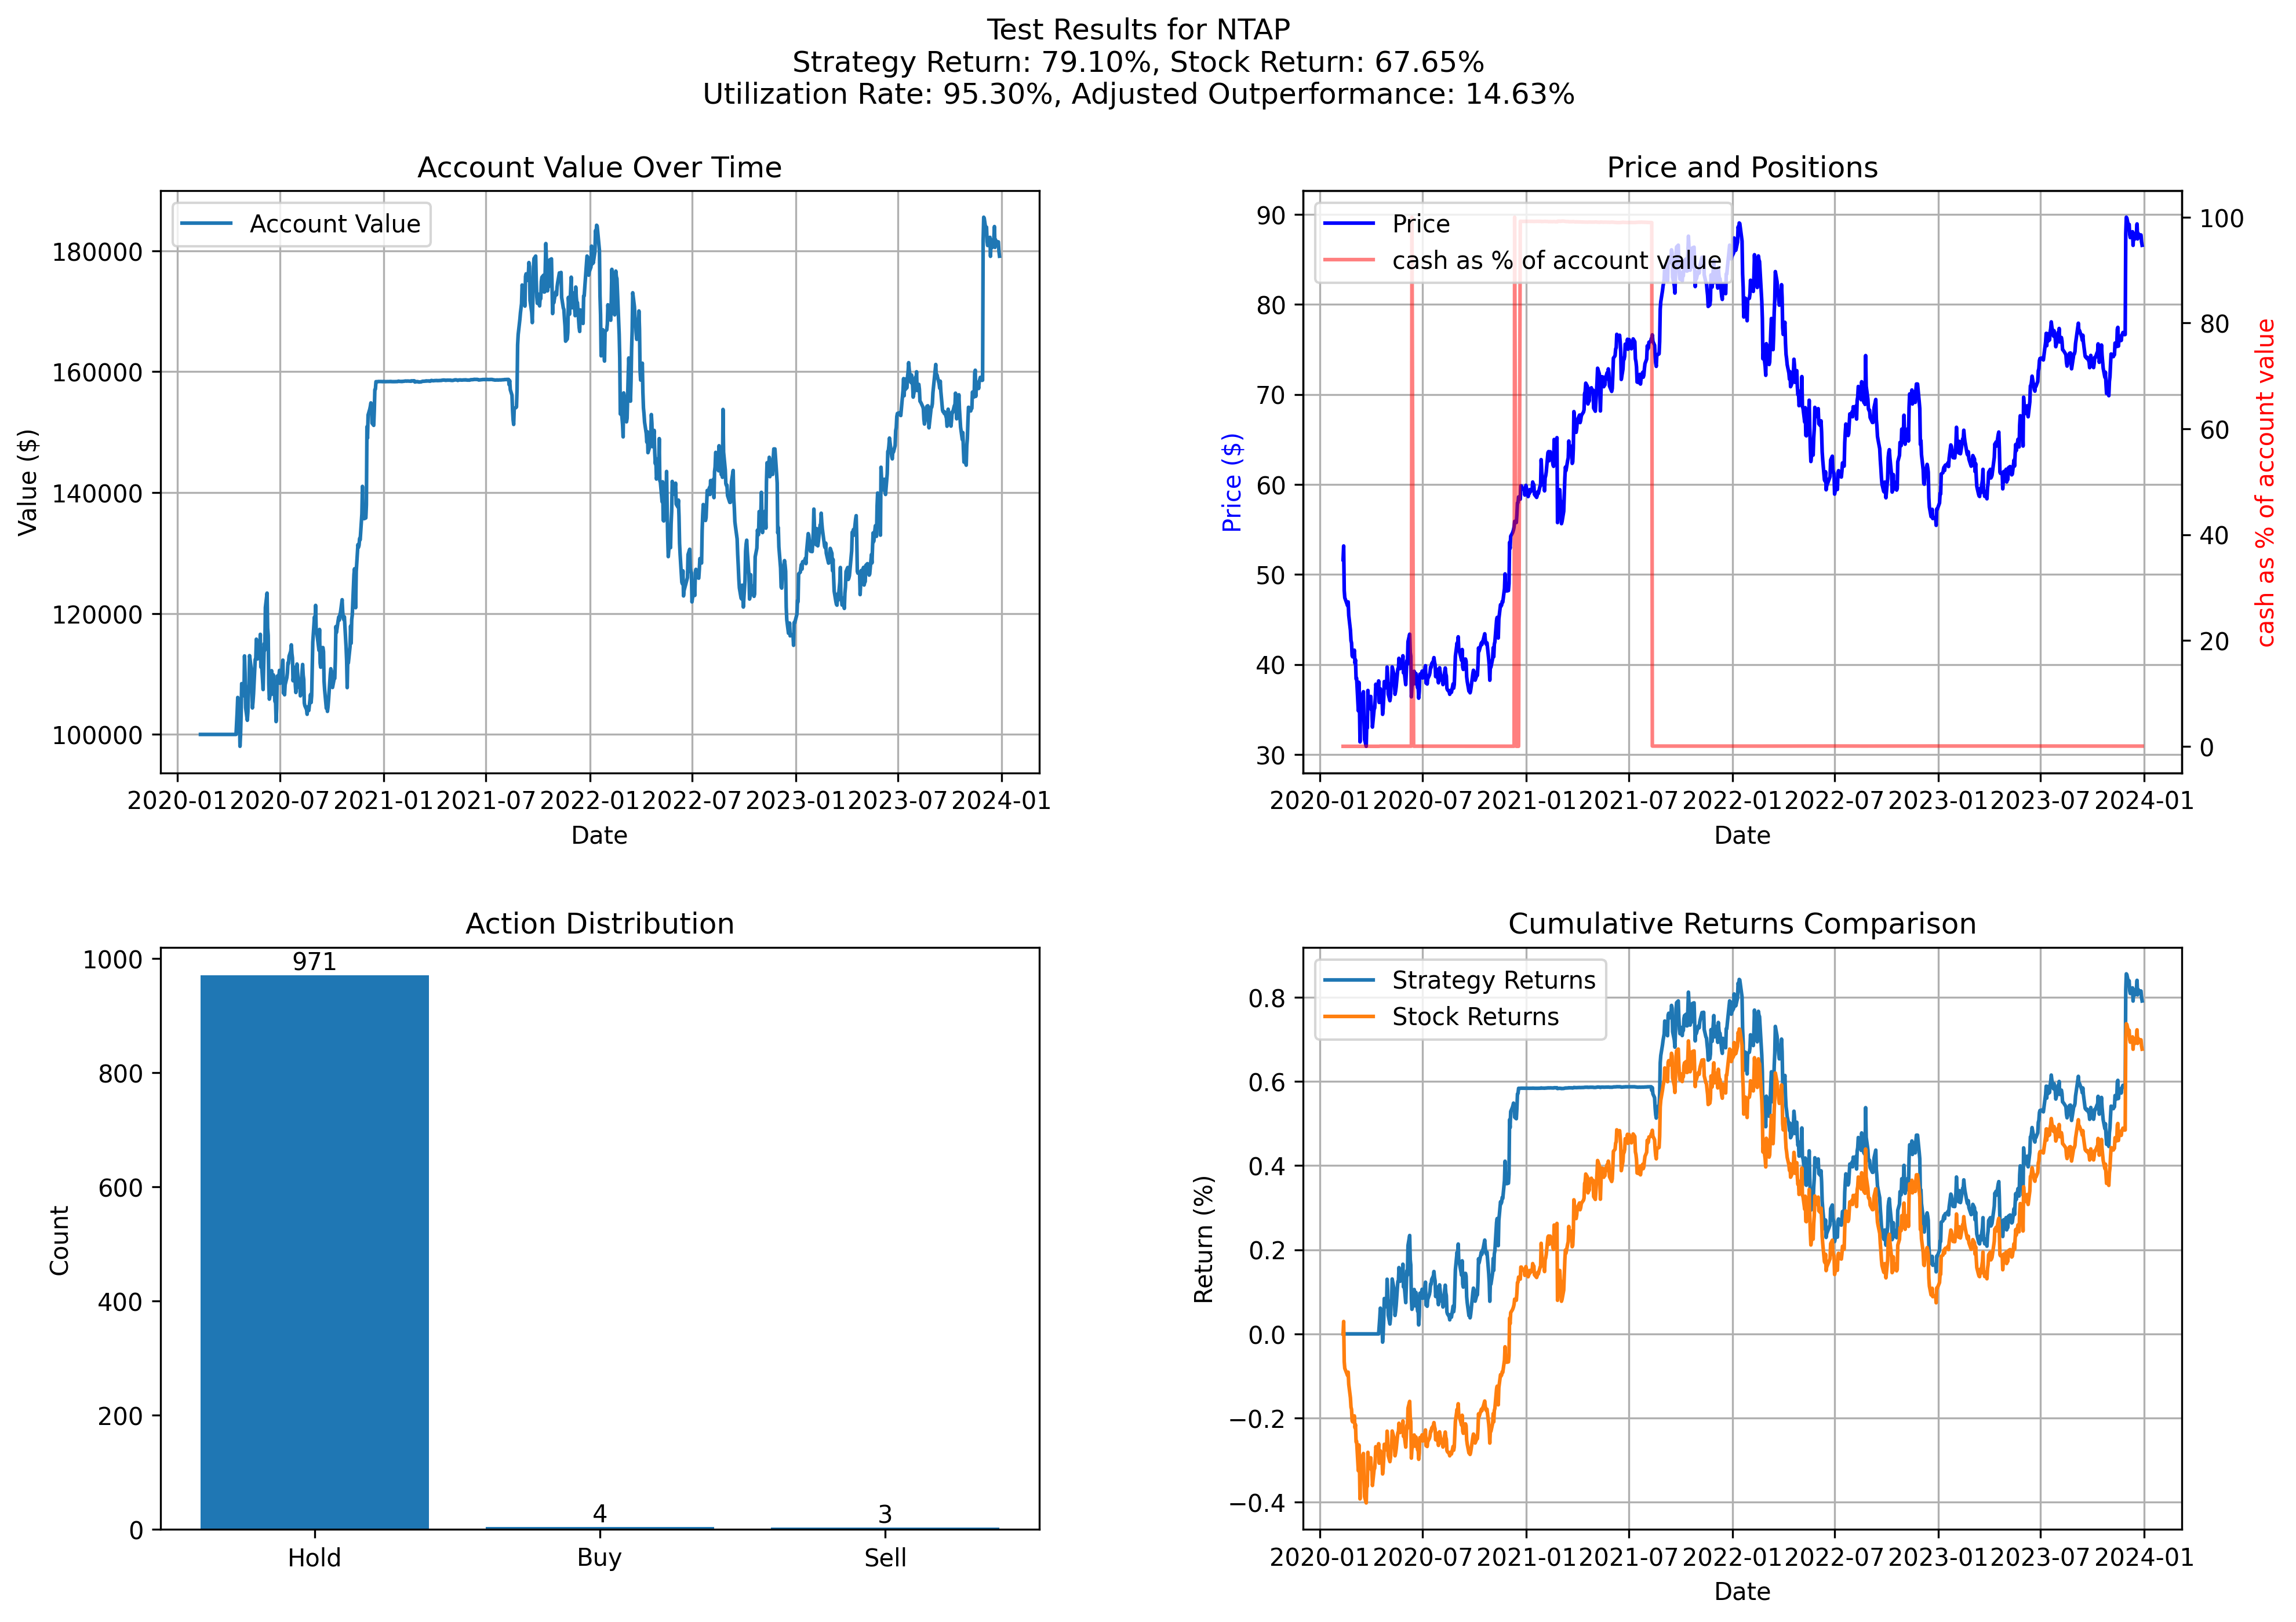 Test Results for NTAP
Strategy Return: 79.10%, Stock Return: 67.65%
Utilization Rate: 95.30%, Adjusted Outperformance: 14.63%
Account Value Over Time
Account Value
180000
160000
140000
120000
100000
Value ($)
2020-01 2020-07 2021-01 2021-07 2022-01 2022-07 2023-01 2023-07 2024-01
Date
Price and Positions
Price
cash as % of account value
90
80
70
60
50
40
30
Price ($)
100
80
60
40
20
0
cash as % of account value
2020-01 2020-07 2021-01 2021-07 2022-01 2022-07 2023-01 2023-07 2024-01
Date
Action Distribution
1000
800
600
400
200
0
Count
971
4
3
Hold Buy Sell
Cumulative Returns Comparison
Strategy Returns
Stock Returns
0.8
0.6
0.4
0.2
0.0
−0.2
−0.4
Return (%)
2020-01 2020-07 2021-01 2021-07 2022-01 2022-07 2023-01 2023-07 2024-01
Date